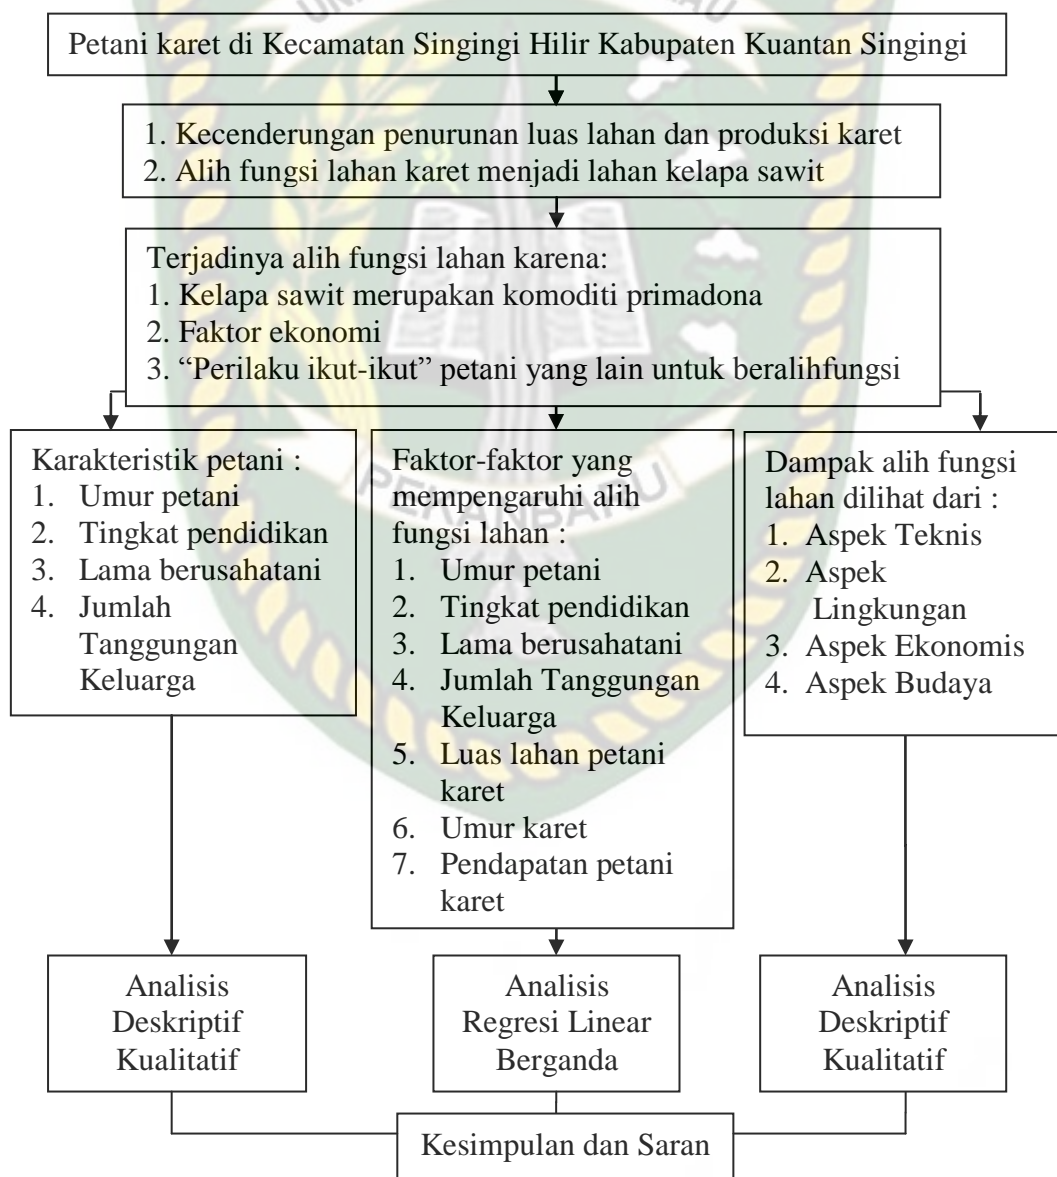 Petani karet di Kecamatan Singingi Hilir Kabupaten Kuantan Singingi
1. Kecenderungan penurunan luas lahan dan produksi karet
2. Alih fungsi lahan karet menjadi lahan kelapa sawit
Terjadinya alih fungsi lahan karena:
1. Kelapa sawit merupakan komoditi primadona
2. Faktor ekonomi
3. “Perilaku ikut-ikut” petani yang lain untuk beralihfungsi
Karakteristik petani :
1. Umur petani
2. Tingkat pendidikan
3. Lama berusahatani
4. Jumlah
Tanggungan
Keluarga
Faktor-faktor yang
mempengaruhi alih
fungsi lahan :
1. Umur petani
2. Tingkat pendidikan
3. Lama berusahatani
4. Jumlah Tanggungan
Keluarga
5. Luas lahan petani
karet
6. Umur karet
7. Pendapatan petani
karet
Dampak alih fungsi
lahan dilihat dari :
1. Aspek Teknis
2. Aspek
Lingkungan
3. Aspek Ekonomis
4. Aspek Budaya
PEKANBARU
Analisis
Deskriptif
Kualitatif
Analisis
Regresi Linear
Berganda
Analisis
Deskriptif
Kualitatif
Kesimpulan dan Saran